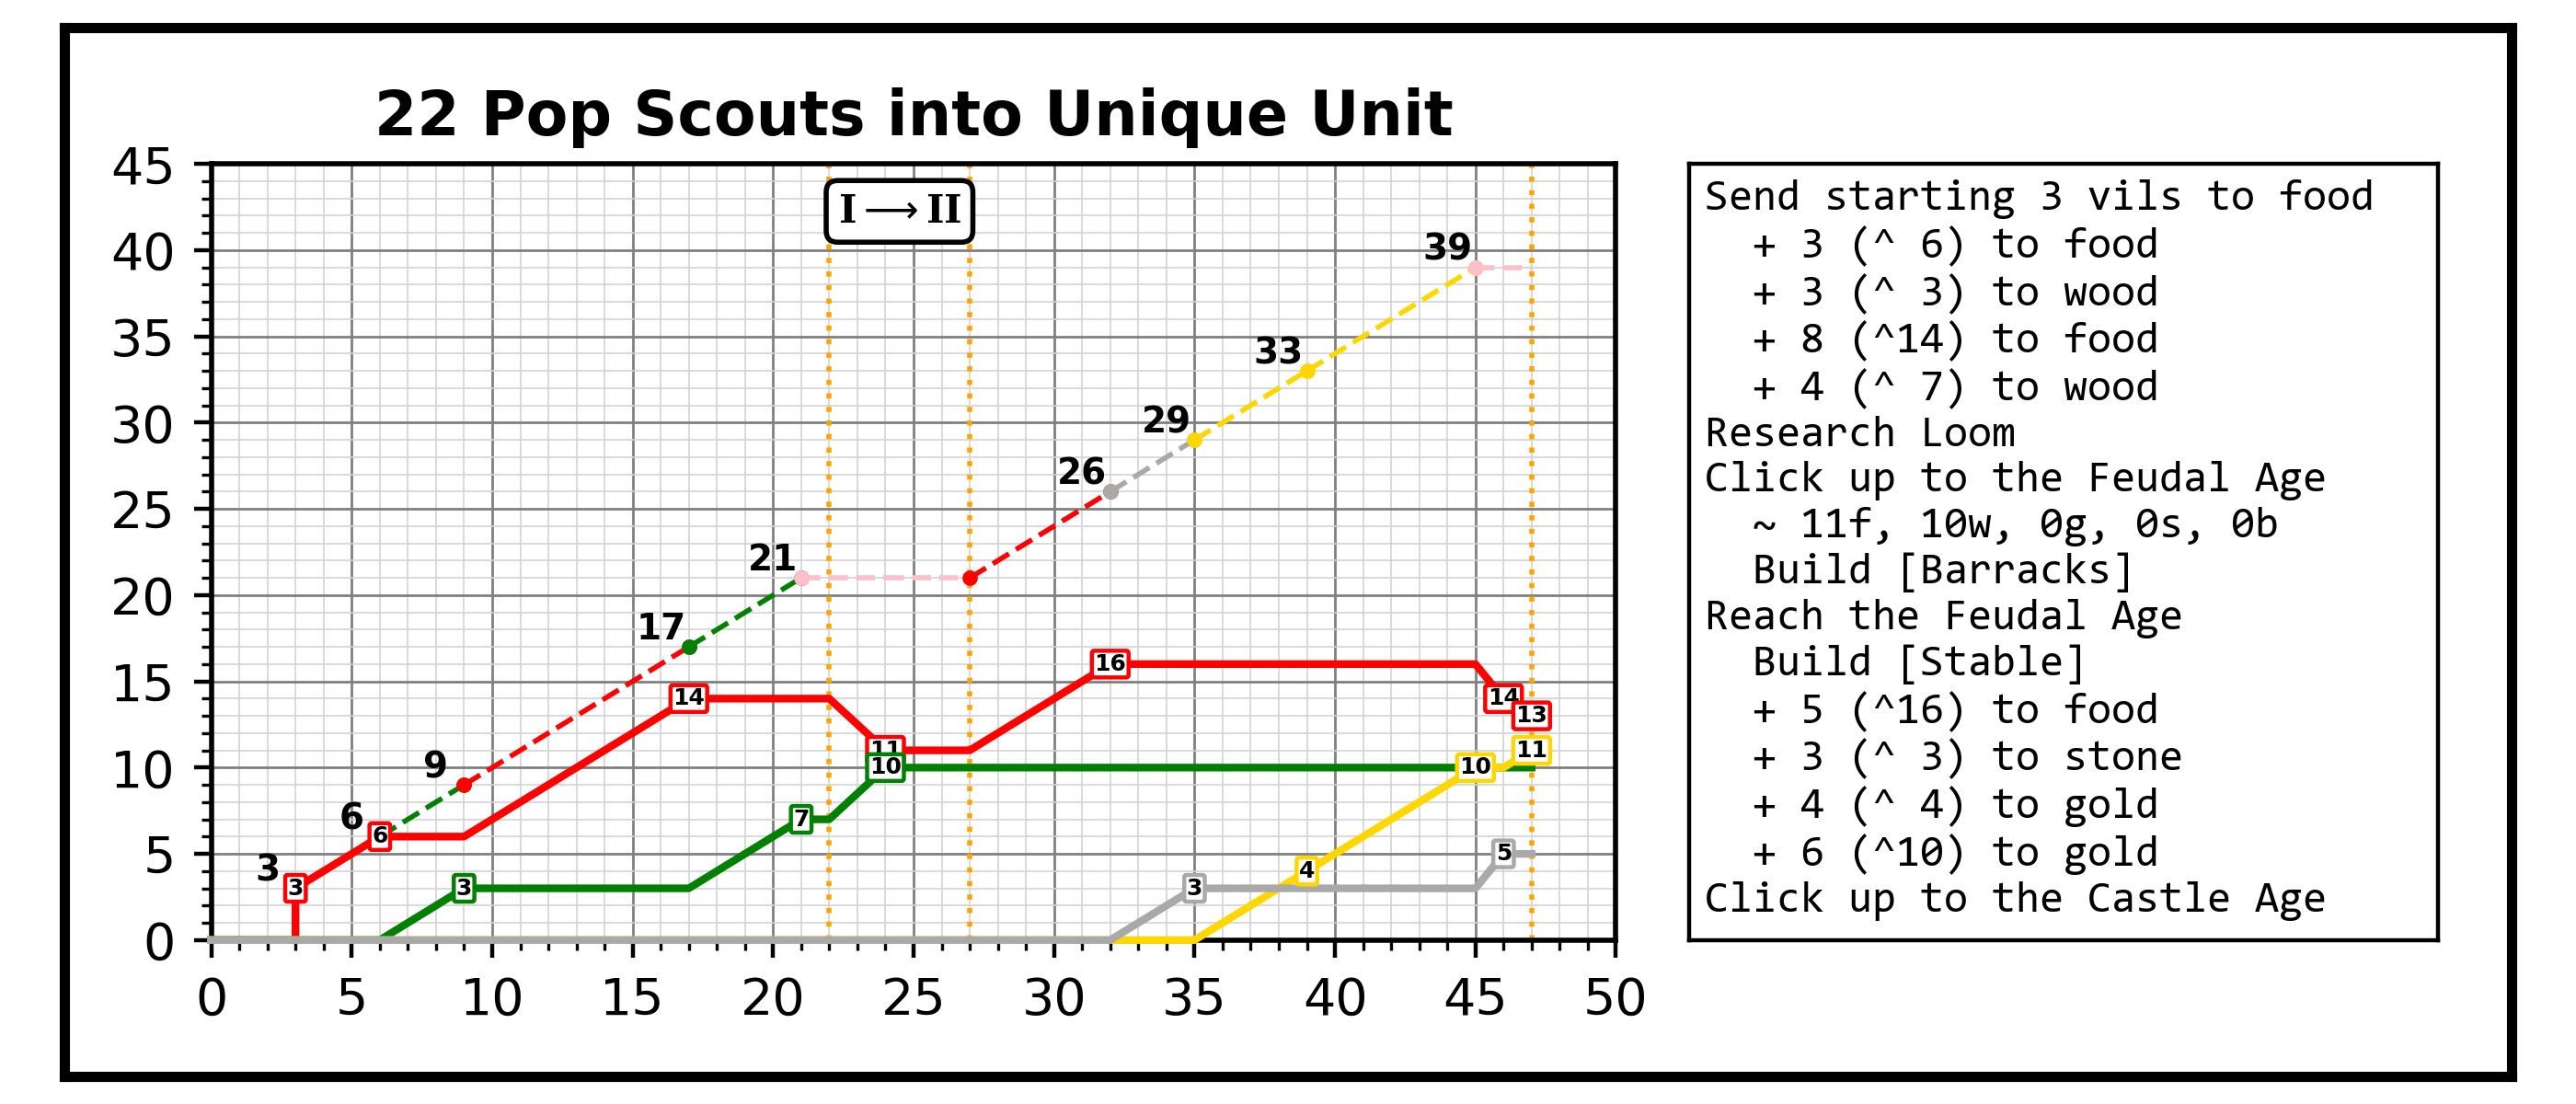 22 Pop Scouts into Unique Unit
45
40
35
30
25
20
15
10
5
0
0 5 10 15 20 25 30 35 40 45 50
I⟶II
3
6
9
17
21
26
29
33
39
3
6
14
11
16
14
13
3
7
10
3
5
4
10
11
Send starting 3 vils to food
+ 3 (^ 6) to food
+ 3 (^ 3) to wood
+ 8 (^14) to food
+ 4 (^ 7) to wood
Research Loom
Click up to the Feudal Age
~ 11f, 10w, 0g, 0s, 0b
Build [Barracks]
Reach the Feudal Age
Build [Stable]
+ 5 (^16) to food
+ 3 (^ 3) to stone
+ 4 (^ 4) to gold
+ 6 (^10) to gold
Click up to the Castle Age